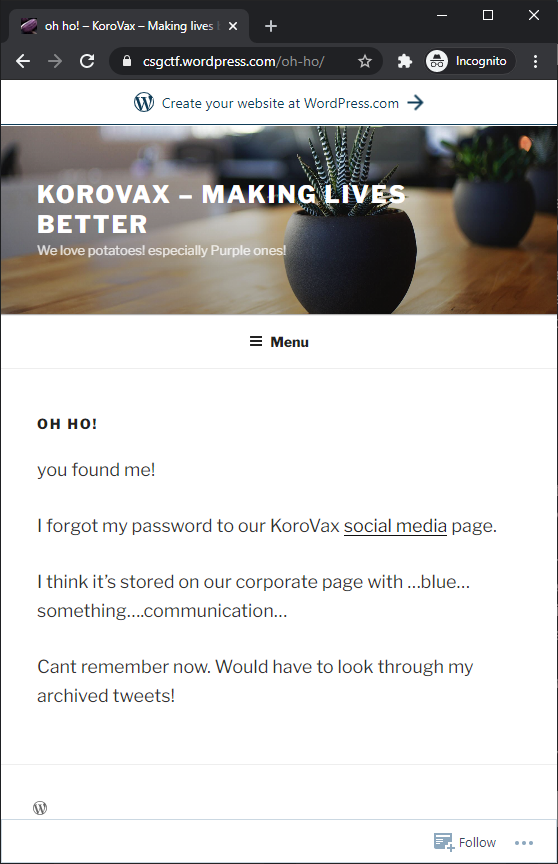 oh ho! – KoroVax – Making lives
csgctf.wordpress.com/oh-ho/
Incognito
Create your website at WordPress.com
KOROVAX – MAKING LIVES
BETTER
We love potatoes! especially Purple ones!
Menu
OH HO!
you found me!
I forgot my password to our KoroVax social media page.
I think it’s stored on our corporate page with …blue…
something….communication…
Cant remember now. Would have to look through my
archived tweets!
Follow